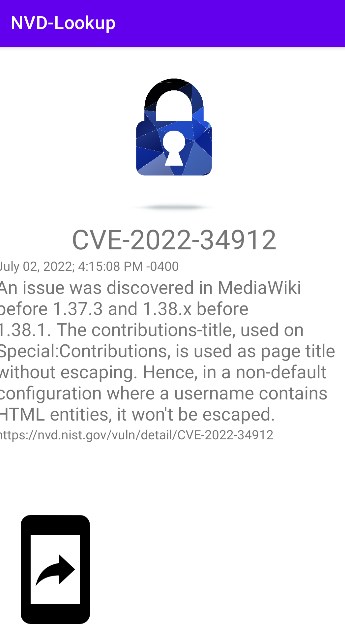 NVD-Lookup
CVE-2022-34912
July 02, 2022; 4:15:08 PM -0400
An issue was discovered in MediaWiki
before 1.37.3 and 1.38.x before
1.38.1. The contributions-title, used on
Special:Contributions, is used as page title
without escaping. Hence, in a non-default
configuration where a username contains
HTML entities, it won't be escaped.
https://nvd.nist.gov/vuln/detail/CVE-2022-34912